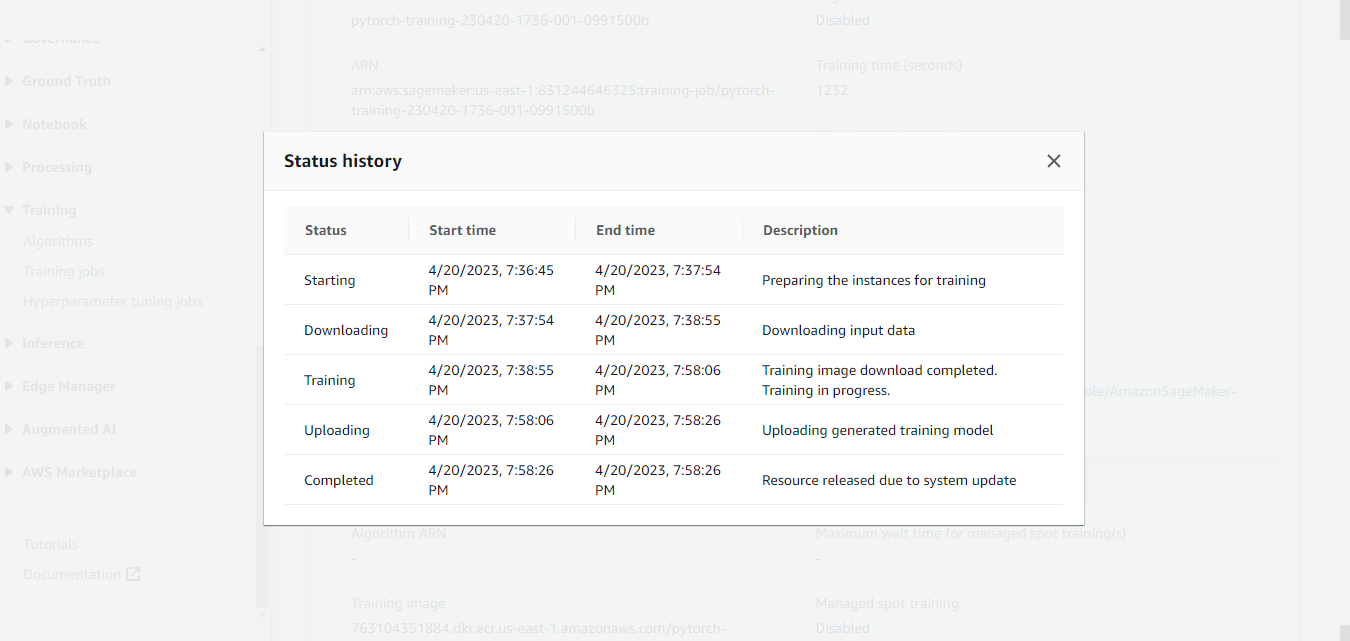 pytorch-training-230420-1736-001-0991500b
Disabled
Governance
ARN
Training time (seconds)
Ground Truth
arn:aws:sagemaker:us-east-1:831244646325:training-job/pytorch-
training-230420-1736-001-0991500b
1232
Notebook
Processing
Training
Algorithms
Training jobs
Hyperparameter tuning jobs
Inference
Edge Manager
Augmented AI
AWS Marketplace
Tutorials
Documentation
Status history
Status Start time End time Description
Starting 4/20/2023, 7:36:45 PM 4/20/2023, 7:37:54 PM Preparing the instances for training
Downloading 4/20/2023, 7:37:54 PM 4/20/2023, 7:38:55 PM Downloading input data
Training 4/20/2023, 7:38:55 PM 4/20/2023, 7:58:06 PM Training image download completed. Training in progress.
Uploading 4/20/2023, 7:58:06 PM 4/20/2023, 7:58:26 PM Uploading generated training model
Completed 4/20/2023, 7:58:26 PM 4/20/2023, 7:58:26 PM Resource released due to system update
ole/AmazonSageMaker-
Algorithm ARN
-
Maximum wait time for managed spot training(s)
-
Training image
763104351884.dkr.ecr.us-east-1.amazonaws.com/pytorch-
Managed spot training
Disabled